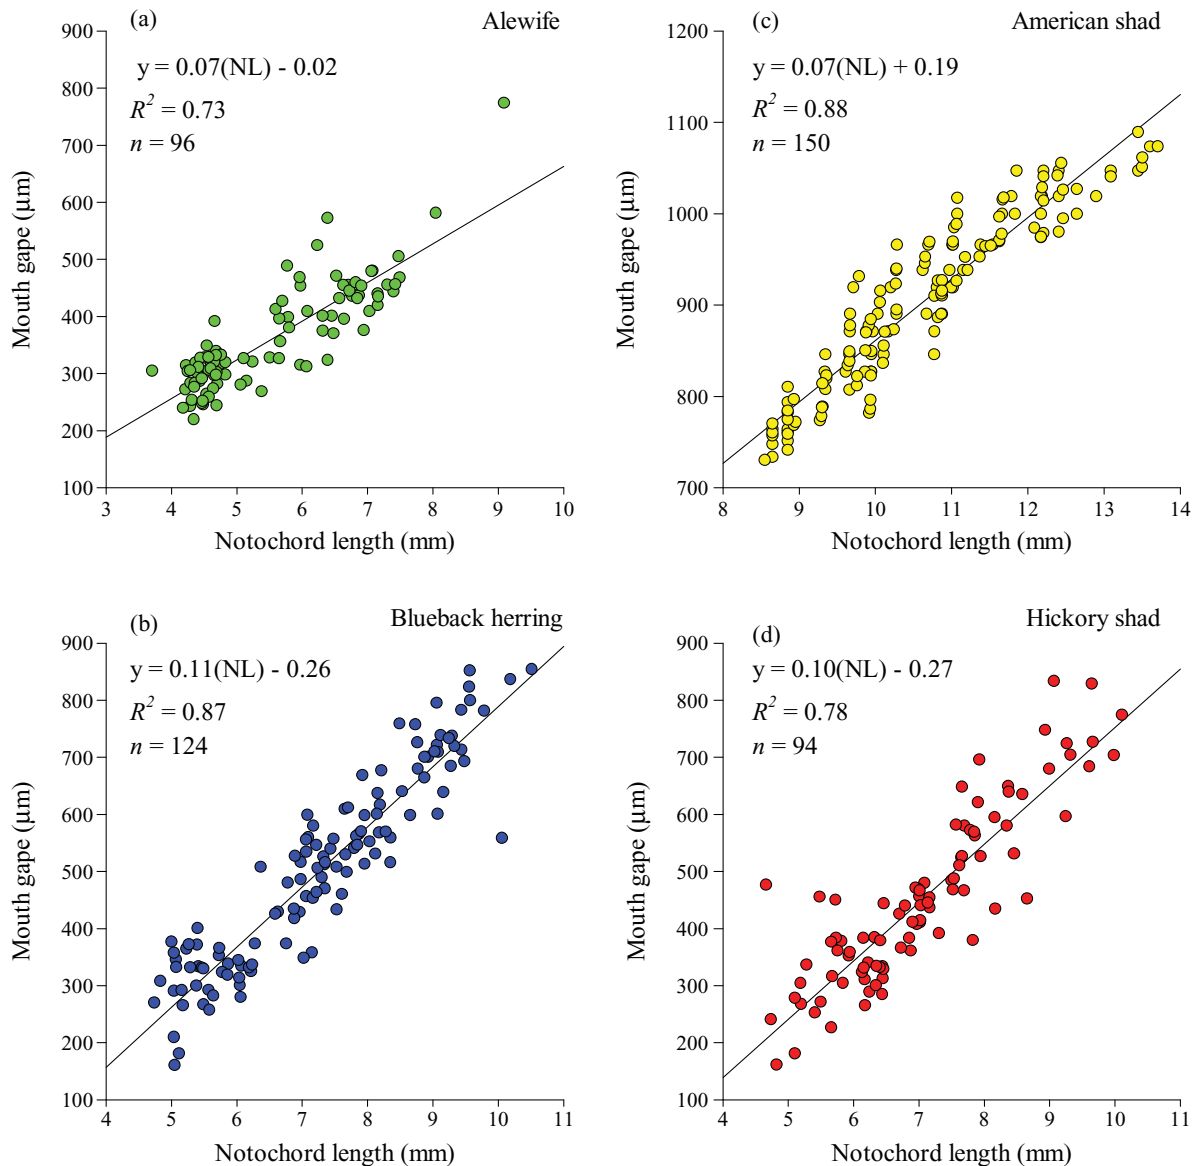 (a)
Alewife
y = 0.07(NL) - 0.02
R² = 0.73
n = 96
900
800
700
600
500
400
300
200
100
3 4 5 6 7 8 9 10
Mouth gape (µm)
Notochord length (mm)
(c)
American shad
y = 0.07(NL) + 0.19
R² = 0.88
n = 150
1200
1100
1000
900
800
700
8 9 10 11 12 13 14
Mouth gape (µm)
Notochord length (mm)
(b)
Blueback herring
y = 0.11(NL) - 0.26
R² = 0.87
n = 124
900
800
700
600
500
400
300
200
100
4 5 6 7 8 9 10 11
Mouth gape (µm)
Notochord length (mm)
(d)
Hickory shad
y = 0.10(NL) - 0.27
R² = 0.78
n = 94
900
800
700
600
500
400
300
200
100
4 5 6 7 8 9 10 11
Mouth gape (µm)
Notochord length (mm)